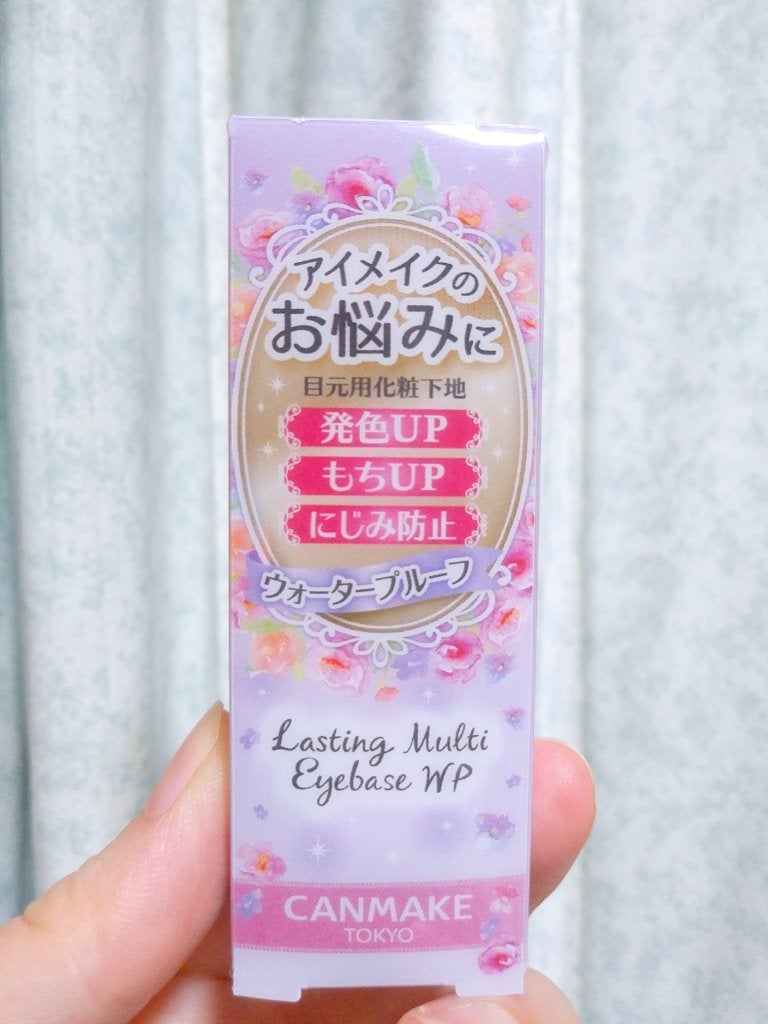 アイメイクの
お悩みに
目元用化粧下地
発色UP
もちUP
にじみ防止
ウォータープルーフ
Lasting Multi
Eyebase WP
CANMAKE
TOKYO